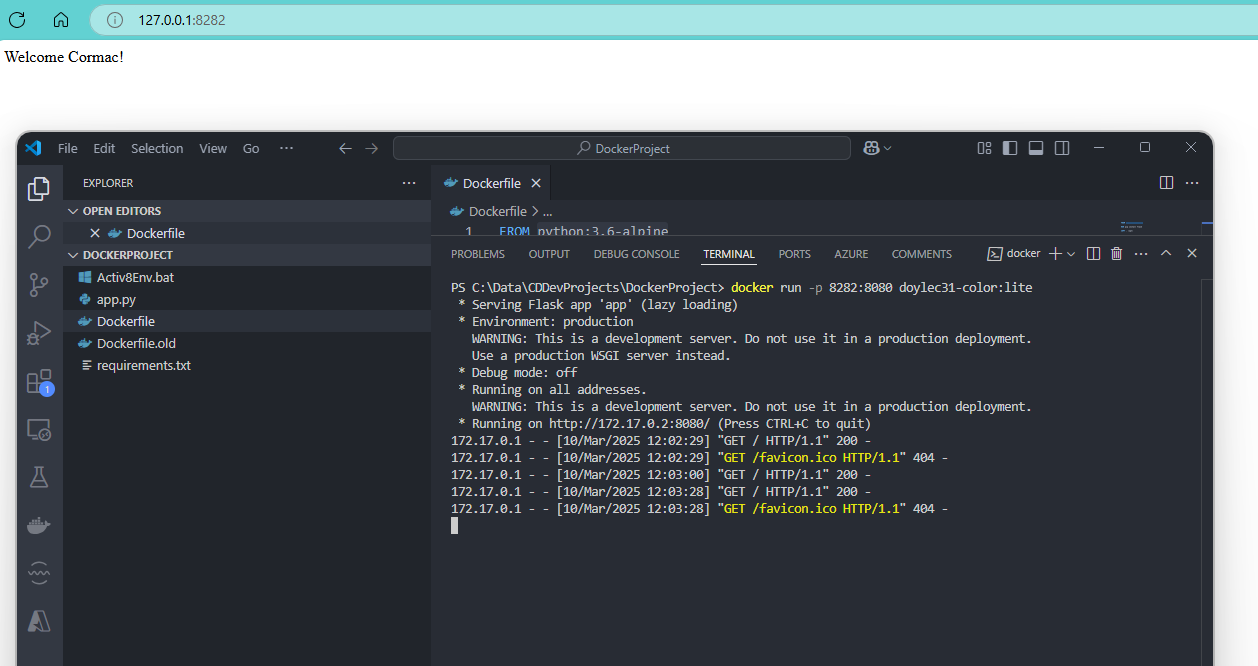 127.0.0.1:8282
Welcome Cormac!
File Edit Selection View Go ··· DockerProject
EXPLORER ···
OPEN EDITORS
Dockerfile
DOCKERPROJECT
Activ8Env.bat
app.py
Dockerfile
Dockerfile.old
requirements.txt
1
Dockerfile
Dockerfile > ...
1 FROM python:3.6-alpine
PROBLEMS OUTPUT DEBUG CONSOLE TERMINAL PORTS AZURE COMMENTS docker
PS C:\Data\CDDevProjects\DockerProject> docker run -p 8282:8080 doylec31-color:lite
* Serving Flask app 'app' (lazy loading)
* Environment: production
WARNING: This is a development server. Do not use it in a production deployment.
Use a production WSGI server instead.
* Debug mode: off
* Running on all addresses.
WARNING: This is a development server. Do not use it in a production deployment.
* Running on http://172.17.0.2:8080/ (Press CTRL+C to quit)
172.17.0.1 - - [10/Mar/2025 12:02:29] "GET / HTTP/1.1" 200 -
172.17.0.1 - - [10/Mar/2025 12:02:29] "GET /favicon.ico HTTP/1.1" 404 -
172.17.0.1 - - [10/Mar/2025 12:03:00] "GET / HTTP/1.1" 200 -
172.17.0.1 - - [10/Mar/2025 12:03:28] "GET / HTTP/1.1" 200 -
172.17.0.1 - - [10/Mar/2025 12:03:28] "GET /favicon.ico HTTP/1.1" 404 -